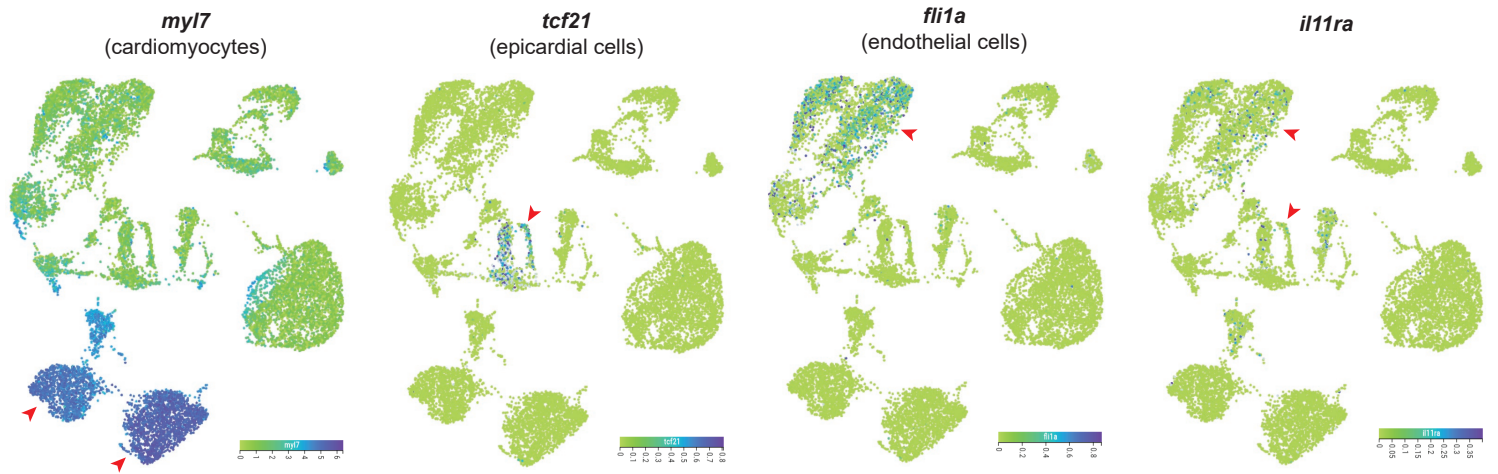 myl7
(cardiomyocytes)
tcf21
(epicardial cells)
fli1a
(endothelial cells)
il11ra
myl7
0 1 2 3 4 5 6
tcf21
0 0.1 0.2 0.3 0.4 0.5 0.6 0.7 0.8
fli1a
0 0.2 0.4 0.6 0.8
il11ra
0.05 0.1 0.15 0.2 0.25 0.3 0.35